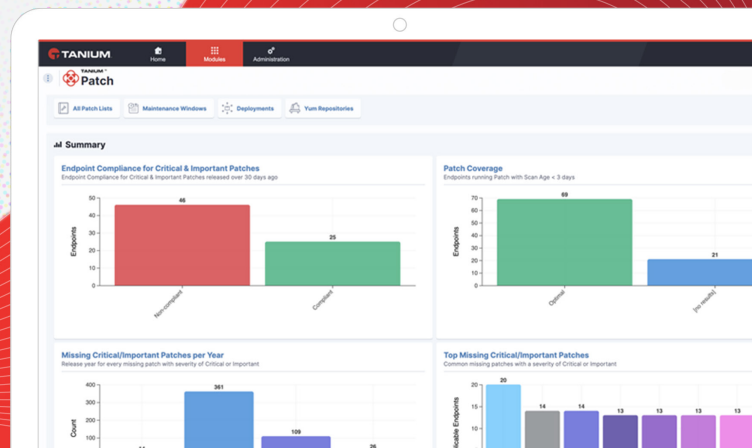 TANIUM
Home
Modules
Administration
TANIUM™
Patch
All Patch Lists
Maintenance Windows
Deployments
Yum Repositories
Summary
Endpoint Compliance for Critical & Important Patches
Endpoint Compliance for Critical & Important Patches released over 30 days ago
Endpoints
50
40
30
20
10
0
46
25
Non-compliant
Compliant
Patch Coverage
Endpoints running Patch with Scan Age < 3 days
Endpoints
70
60
50
40
30
20
10
0
69
21
Optimal
[no results]
Missing Critical/Important Patches per Year
Release year for every missing patch with severity of Critical or Important
Count
400
300
200
100
361
109
Top Missing Critical/Important Patches
Common missing patches with a severity of Critical or Important
Endpoints
20
15
10
20
14
14
13
13
13
13